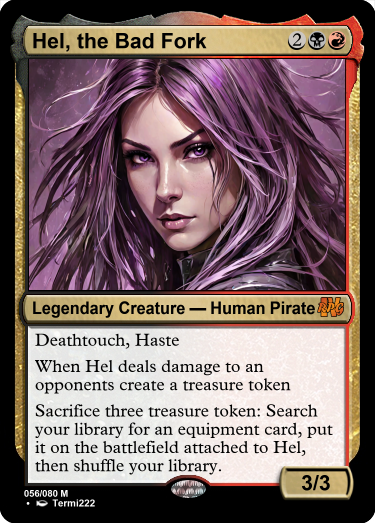 Hel, the Bad Fork 2
Legendary Creature — Human Pirate
Deathtouch, Haste
When Hel deals damage to an
opponents create a treasure token
Sacrifice three treasure token: Search
your library for an equipment card, put
it on the battlefield attached to Hel,
then shuffle your library.
3/3
056/080 M
• Termi222